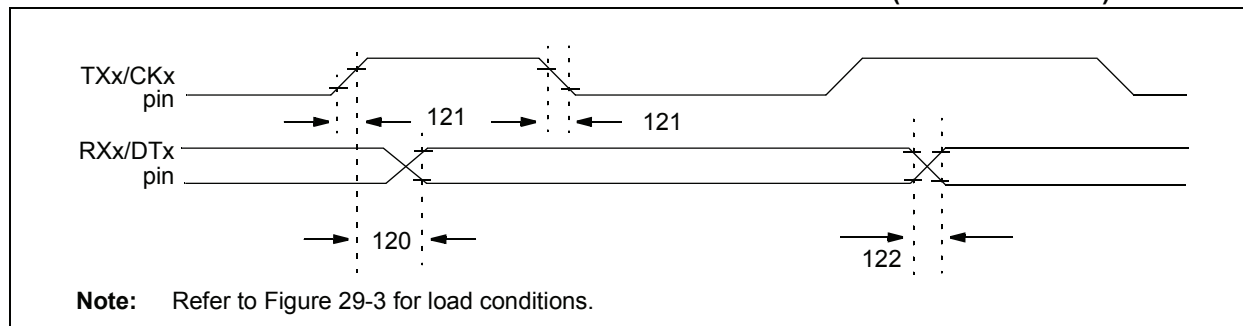 TXx/CKx
pin
121
121
RXx/DTx
pin
120
122
Note: Refer to Figure 29-3 for load conditions.